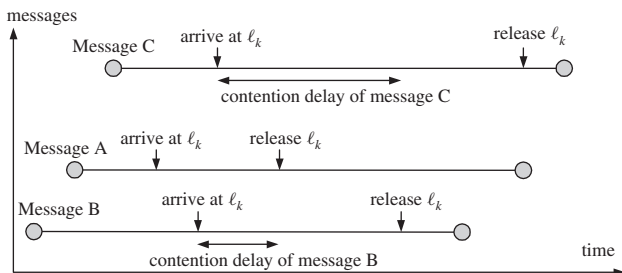 messages
arrive at ℓk
release ℓk
Message C
contention delay of message C
arrive at ℓk
release ℓk
Message A
arrive at ℓk
release ℓk
Message B
contention delay of message B
time